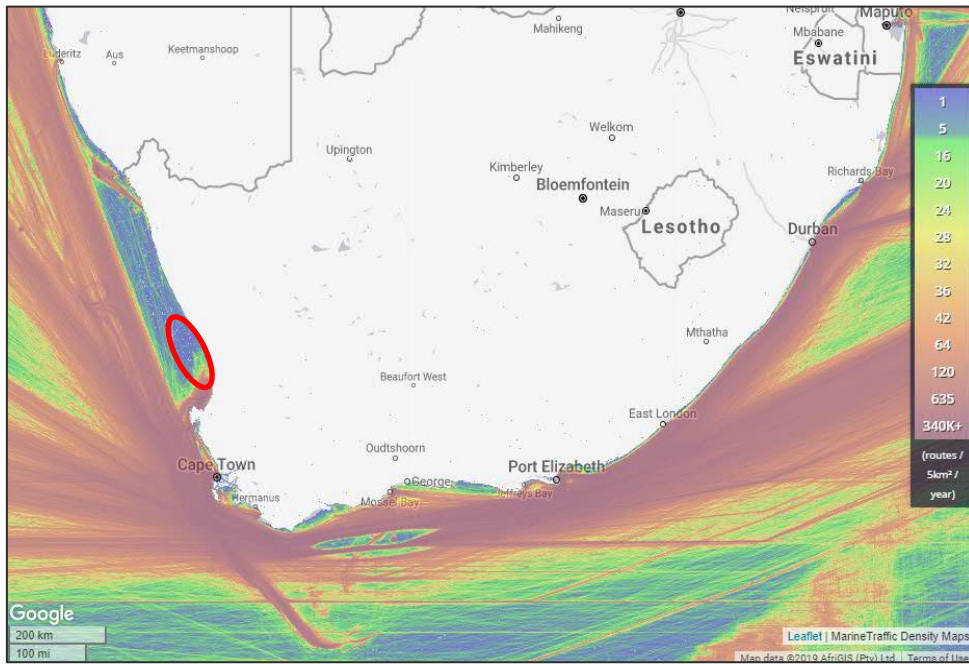 Mahikeng
Nelspruit
Maputo
Mbabane
Eswatini
Lüderitz
Aus
Keetmanshoop
Welkom
Upington
Kimberley
Bloemfontein
Maseru
Lesotho
Richards Bay
Durban
Mthatha
Beaufort West
East London
Oudtshoorn
Cape Town
George
Port Elizabeth
Hermanus
Mossel Bay
Jeffreys Bay
1
5
16
20
24
28
32
36
42
64
120
635
340K+
(routes /
5km² /
year)
Google
200 km
100 mi
Leaflet | MarineTraffic Density Maps
Map data ©2019 AfriGIS (Pty) Ltd Terms of Use